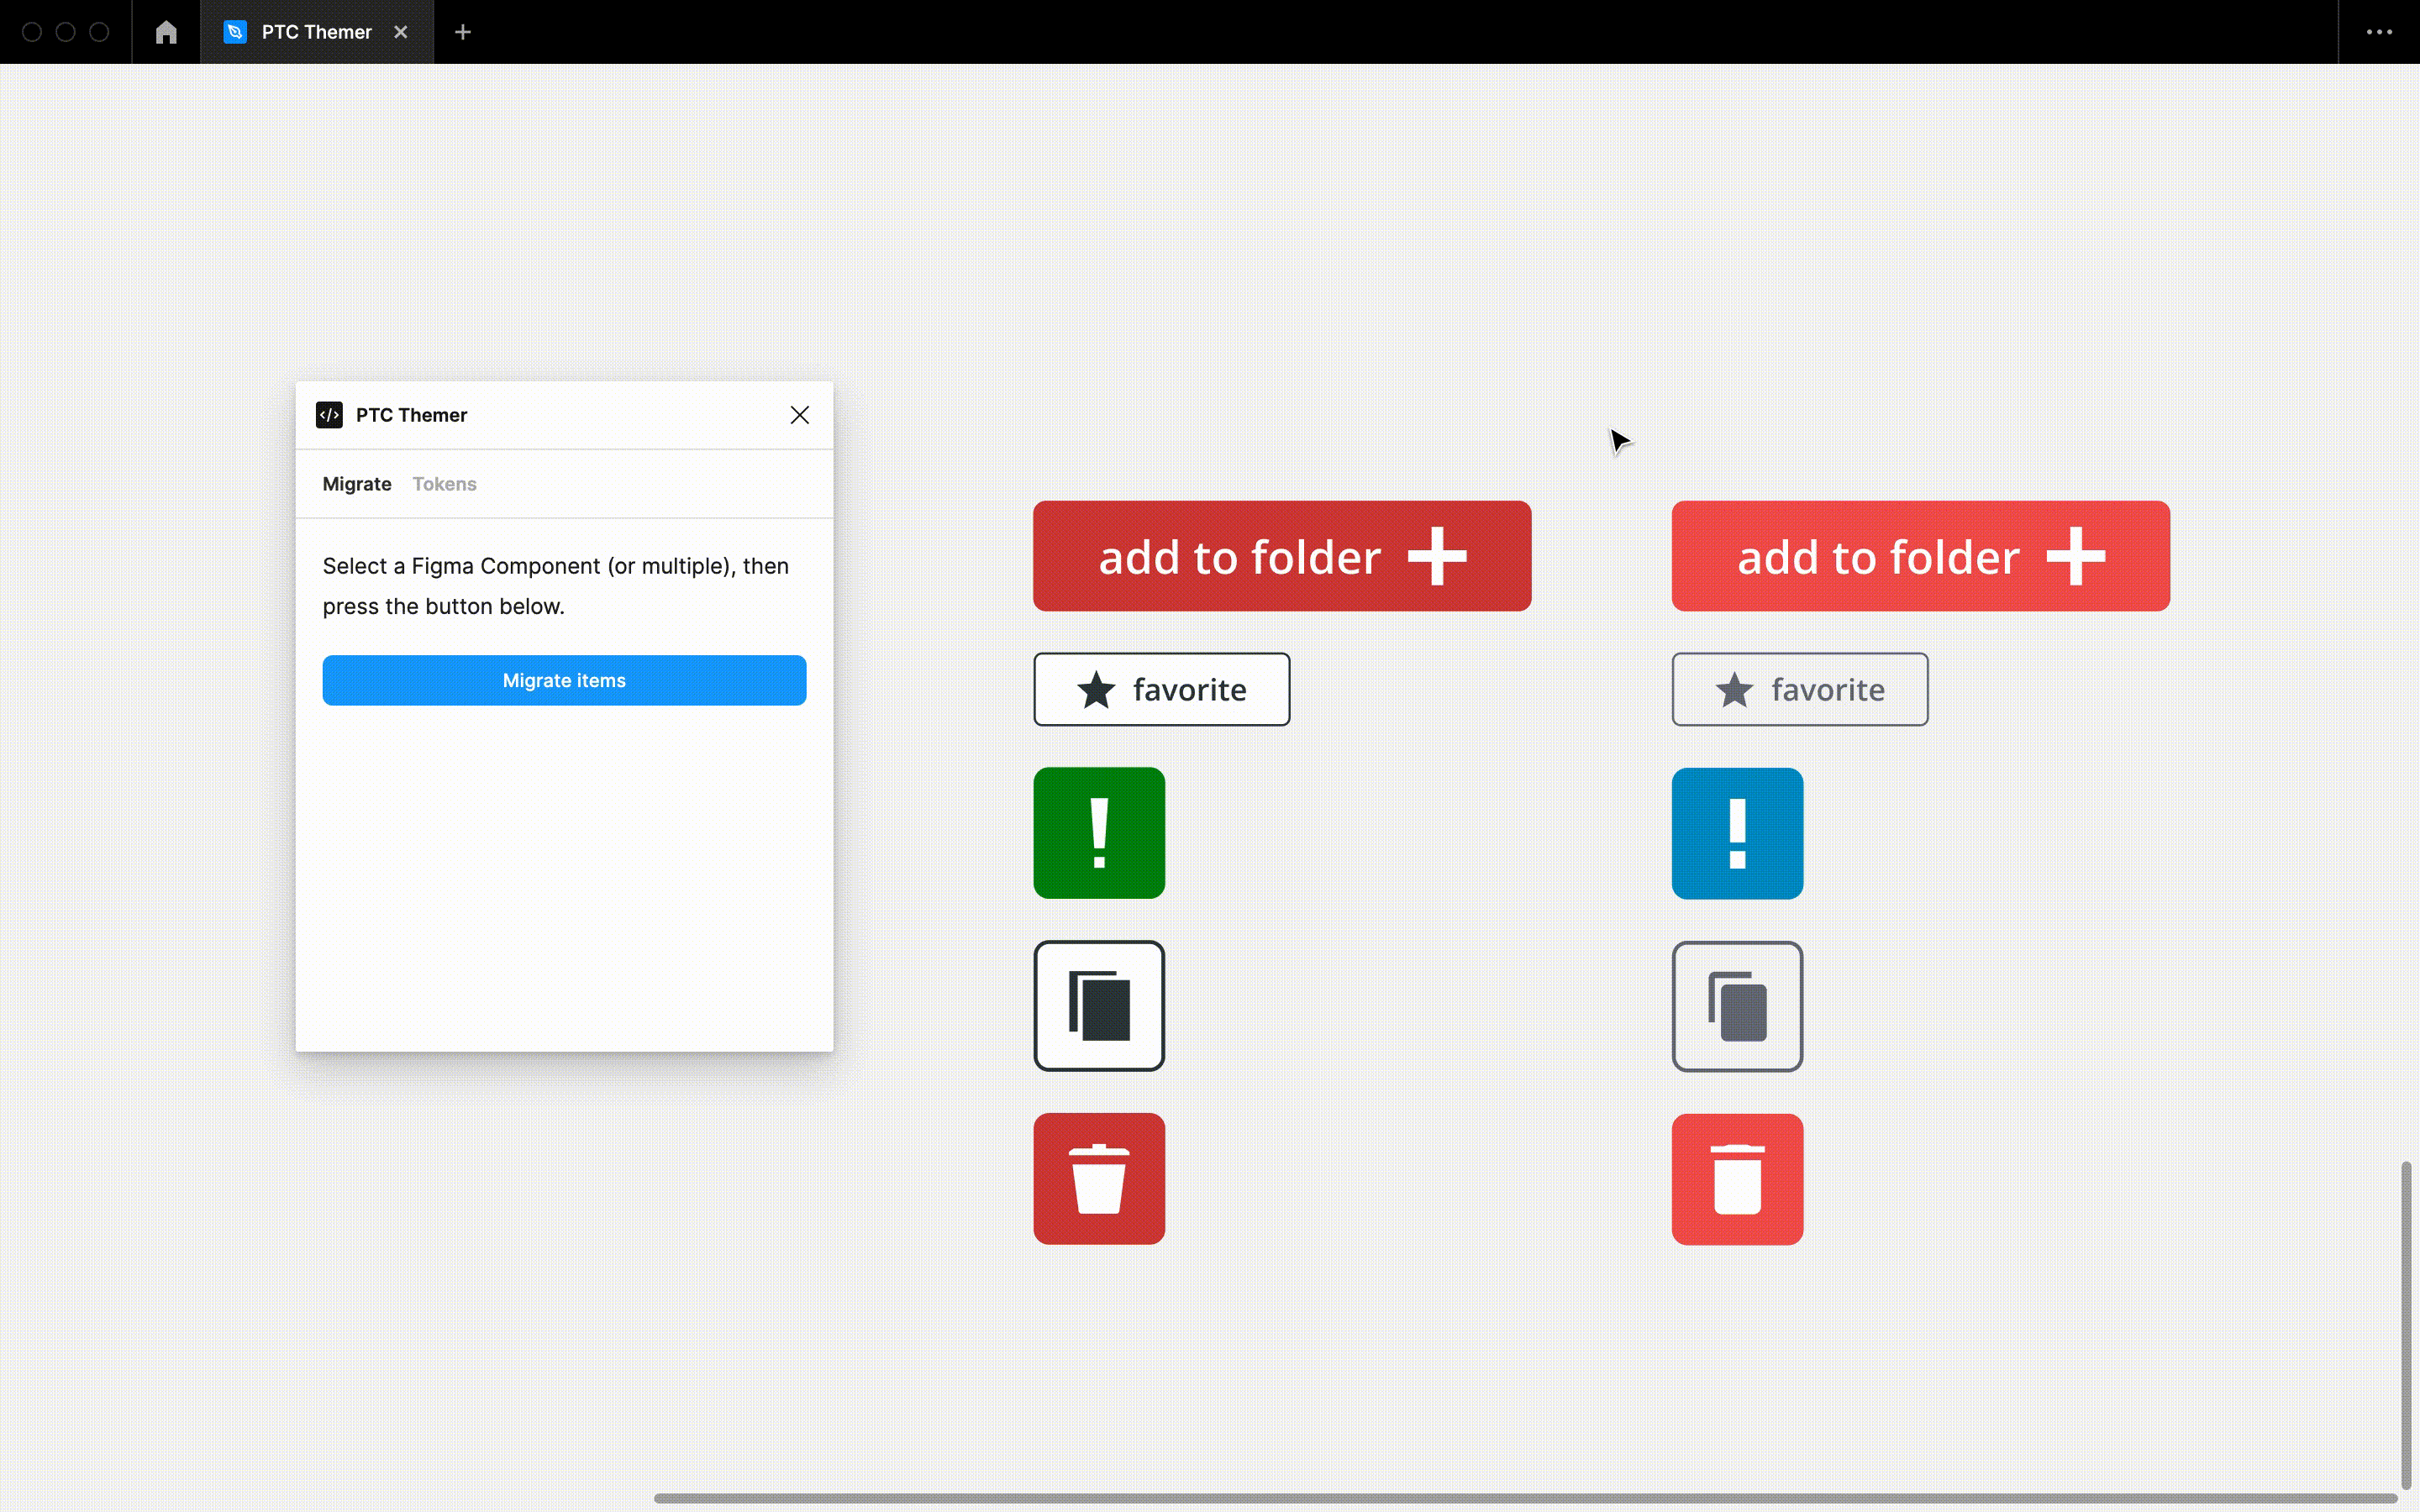 PTC Themer
PTC Themer
Migrate Tokens
Select a Figma Component (or multiple), then
press the button below.
Migrate items
add to folder
add to folder
favorite
favorite
!
!